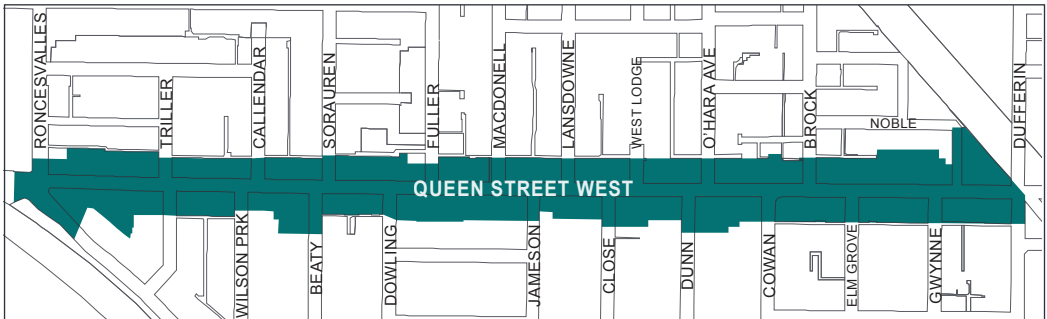 RONCESVALLES
TRILLER
CALLENDAR
SORAUREN
FULLER
MACDONELL
LANSDOWNE
WEST LODGE
O'HARA AVE
BROCK
NOBLE
DUFFERIN
QUEEN STREET WEST
WILSON PRK
BEATY
DOWLING
JAMESON
CLOSE
DUNN
COWAN
ELM GROVE
GWYNNE